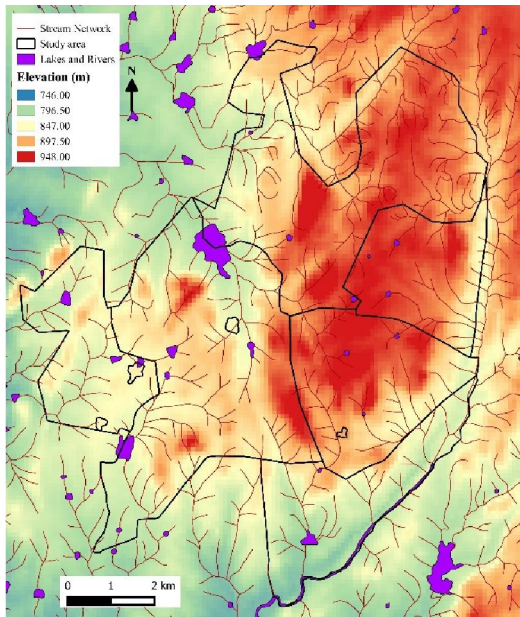 Stream Network
Study area
Lakes and Rivers
Elevation (m)
N
746.00
796.50
847.00
897.50
948.00
0 1 2 km